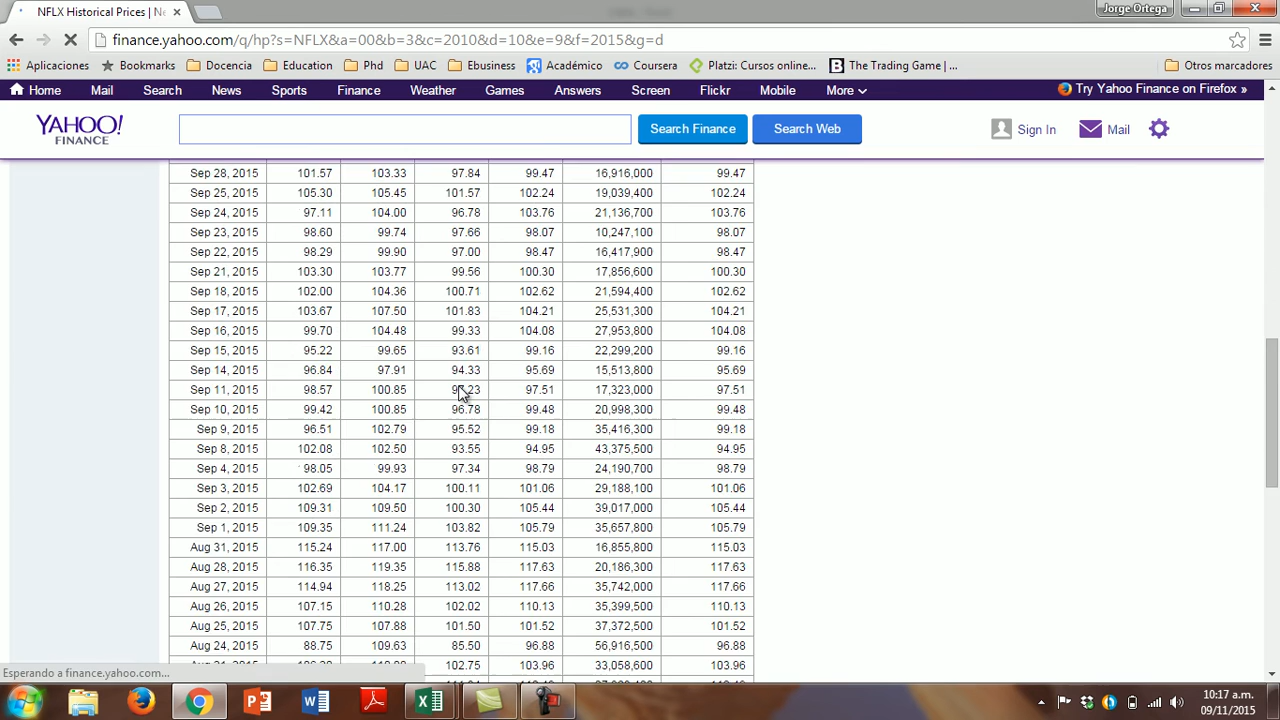 NFLX Historical Prices | Ne
Jorge Ortega
finance.yahoo.com/q/hp?s=NFLX&a=00&b=3&c=2010&d=10&e=9&f=2015&g=d
Aplicaciones Bookmarks Docencia Education Phd UAC Ebusiness Académico Coursera Platzi: Cursos online... The Trading Game | ... Otros marcadores
Home Mail Search News Sports Finance Weather Games Answers Screen Flickr Mobile More Try Yahoo Finance on Firefox »
YAHOO! FINANCE Search Finance Search Web Sign In Mail
Sep 28, 2015 101.57 103.33 97.84 99.47 16,916,000 99.47
Sep 25, 2015 105.30 105.45 101.57 102.24 19,039,400 102.24
Sep 24, 2015 97.11 104.00 96.78 103.76 21,136,700 103.76
Sep 23, 2015 98.60 99.74 97.66 98.07 10,247,100 98.07
Sep 22, 2015 98.29 99.90 97.00 98.47 16,417,900 98.47
Sep 21, 2015 103.30 103.77 99.56 100.30 17,856,600 100.30
Sep 18, 2015 102.00 104.36 100.71 102.62 21,594,400 102.62
Sep 17, 2015 103.67 107.50 101.83 104.21 25,531,300 104.21
Sep 16, 2015 99.70 104.48 99.33 104.08 27,953,800 104.08
Sep 15, 2015 95.22 99.65 93.61 99.16 22,299,200 99.16
Sep 14, 2015 96.84 97.91 94.33 95.69 15,513,800 95.69
Sep 11, 2015 98.57 100.85 97.51 17,323,000 97.51
Sep 10, 2015 99.42 100.85 96.78 99.48 20,998,300 99.48
Sep 9, 2015 96.51 102.79 95.52 99.18 35,416,300 99.18
Sep 8, 2015 102.08 102.50 93.55 94.95 43,375,500 94.95
Sep 4, 2015 98.05 99.93 97.34 98.79 24,190,700 98.79
Sep 3, 2015 102.69 104.17 100.11 101.06 29,188,100 101.06
Sep 2, 2015 109.31 109.50 100.30 105.44 39,017,000 105.44
Sep 1, 2015 109.35 111.24 103.82 105.79 35,657,800 105.79
Aug 31, 2015 115.24 117.00 113.76 115.03 16,855,800 115.03
Aug 28, 2015 116.35 119.35 115.88 117.63 20,186,300 117.63
Aug 27, 2015 114.94 118.25 113.02 117.66 35,742,000 117.66
Aug 26, 2015 107.15 110.28 102.02 110.13 35,399,500 110.13
Aug 25, 2015 107.75 107.88 101.50 101.52 37,372,500 101.52
Aug 24, 2015 88.75 109.63 85.50 96.88 56,916,500 96.88
102.75 103.96 33,058,600 103.96
Esperando a finance.yahoo.com...
10:17 a.m.
09/11/2015